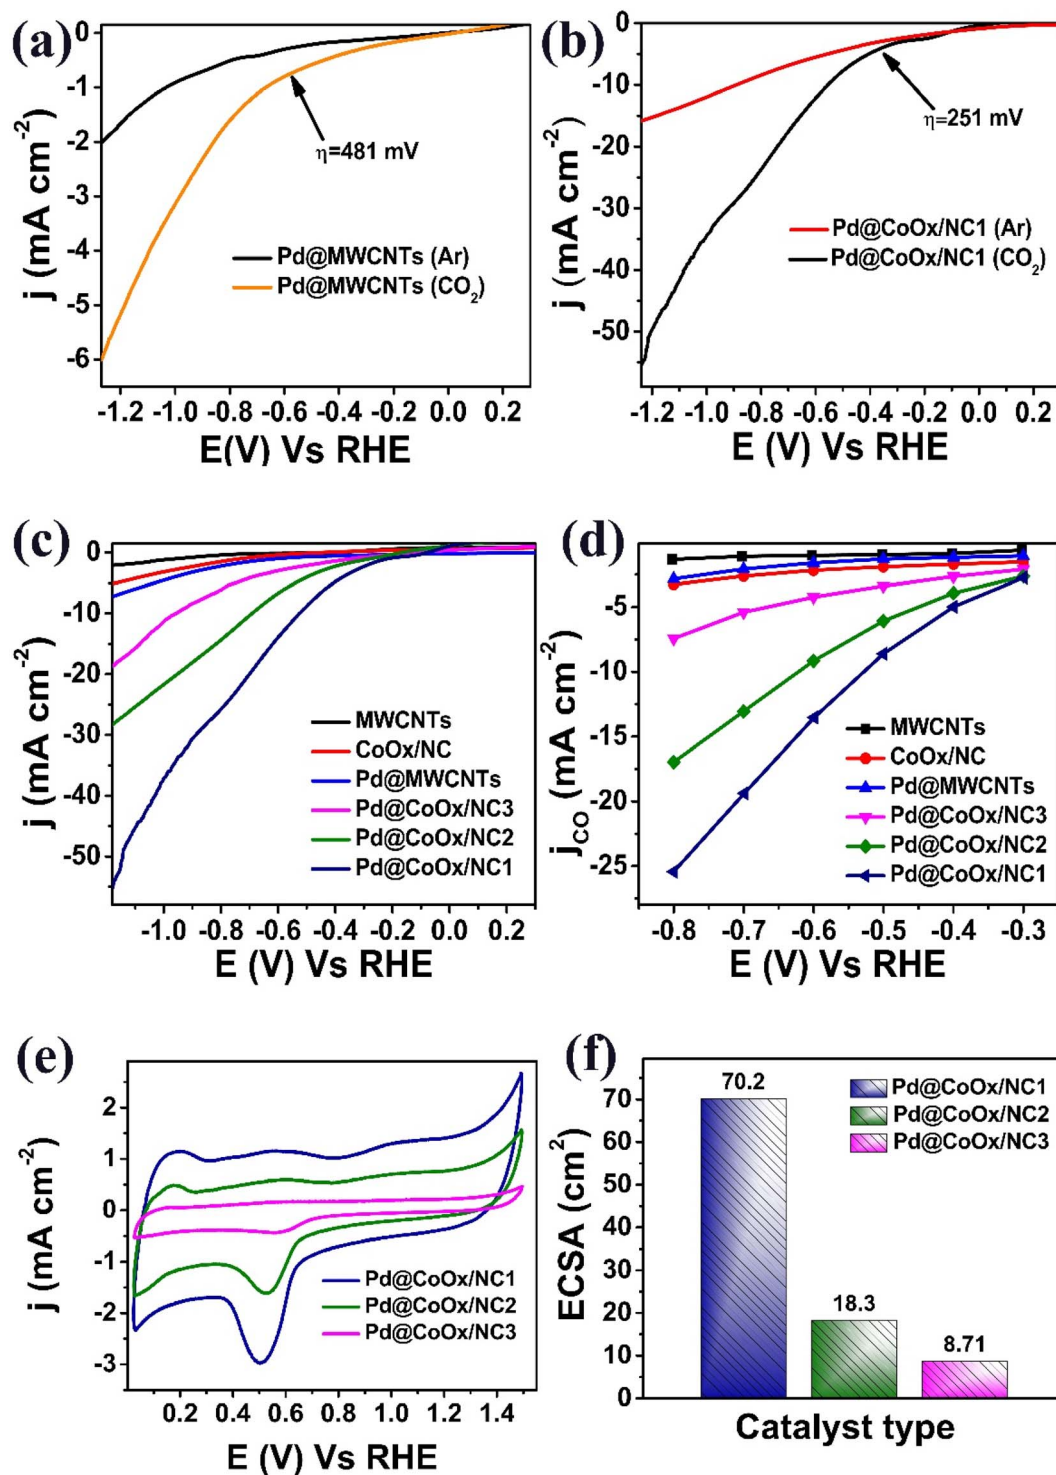 (a)
0
-1
-2
-3
-4
-5
-6
j (mA cm-2)
η=481 mV
Pd@MWCNTs (Ar)
Pd@MWCNTs (CO2)
-1.2 -1.0 -0.8 -0.6 -0.4 -0.2 0.0 0.2
E(V) Vs RHE
(b)
0
-10
-20
-30
-40
-50
j (mA cm-2)
η=251 mV
Pd@CoOx/NC1 (Ar)
Pd@CoOx/NC1 (CO2)
-1.2 -1.0 -0.8 -0.6 -0.4 -0.2 0.0 0.2
E (V) Vs RHE
(c)
0
-10
-20
-30
-40
-50
j (mA cm-2)
MWCNTs
CoOx/NC
Pd@MWCNTs
Pd@CoOx/NC3
Pd@CoOx/NC2
Pd@CoOx/NC1
-1.0 -0.8 -0.6 -0.4 -0.2 0.0 0.2
E (V) Vs RHE
(d)
-5
-10
-15
-20
-25
jCO (mA cm-2)
MWCNTs
CoOx/NC
Pd@MWCNTs
Pd@CoOx/NC3
Pd@CoOx/NC2
Pd@CoOx/NC1
-0.8 -0.7 -0.6 -0.5 -0.4 -0.3
E (V) Vs RHE
(e)
2
1
0
-1
-2
-3
j (mA cm-2)
Pd@CoOx/NC1
Pd@CoOx/NC2
Pd@CoOx/NC3
0.2 0.4 0.6 0.8 1.0 1.2 1.4
E (V) Vs RHE
(f)
70
60
50
40
30
20
10
0
ECSA (cm2)
70.2
18.3
8.71
Pd@CoOx/NC1
Pd@CoOx/NC2
Pd@CoOx/NC3
Catalyst type